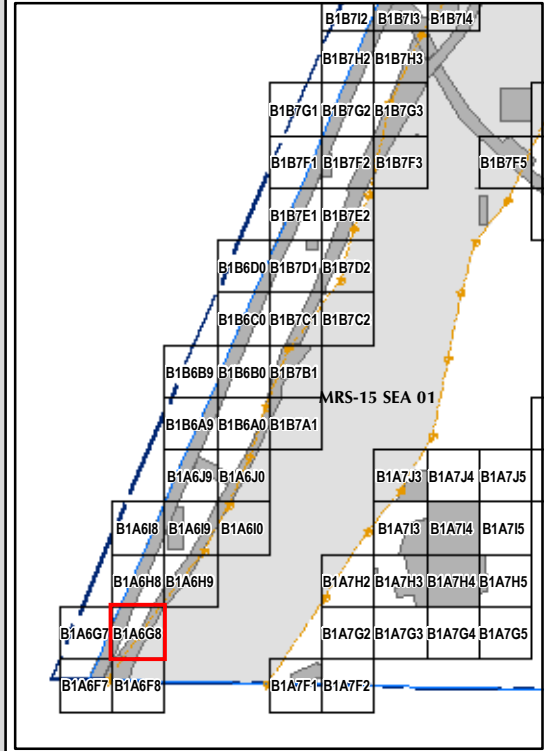 B1B7I2 B1B7I3 B1B7I4
B1B7H2 B1B7H3
B1B7G1 B1B7G2 B1B7G3
B1B7F1 B1B7F2 B1B7F3 B1B7F5
B1B7E1 B1B7E2
B1B6D0 B1B7D1 B1B7D2
B1B6C0 B1B7C1 B1B7C2
B1B6B9 B1B6B0 B1B7B1
MRS-15 SEA 01
B1B6A9 B1B6A0 B1B7A1
B1A6J9 B1A6J0 B1A7J3 B1A7J4 B1A7J5
B1A6I8 B1A6I9 B1A6I0 B1A7I3 B1A7I4 B1A7I5
B1A6H8 B1A6H9 B1A7H2 B1A7H3 B1A7H4 B1A7H5
B1A6G7 B1A6G8 B1A7G2 B1A7G3 B1A7G4 B1A7G5
B1A6F7 B1A6F8 B1A7F1 B1A7F2